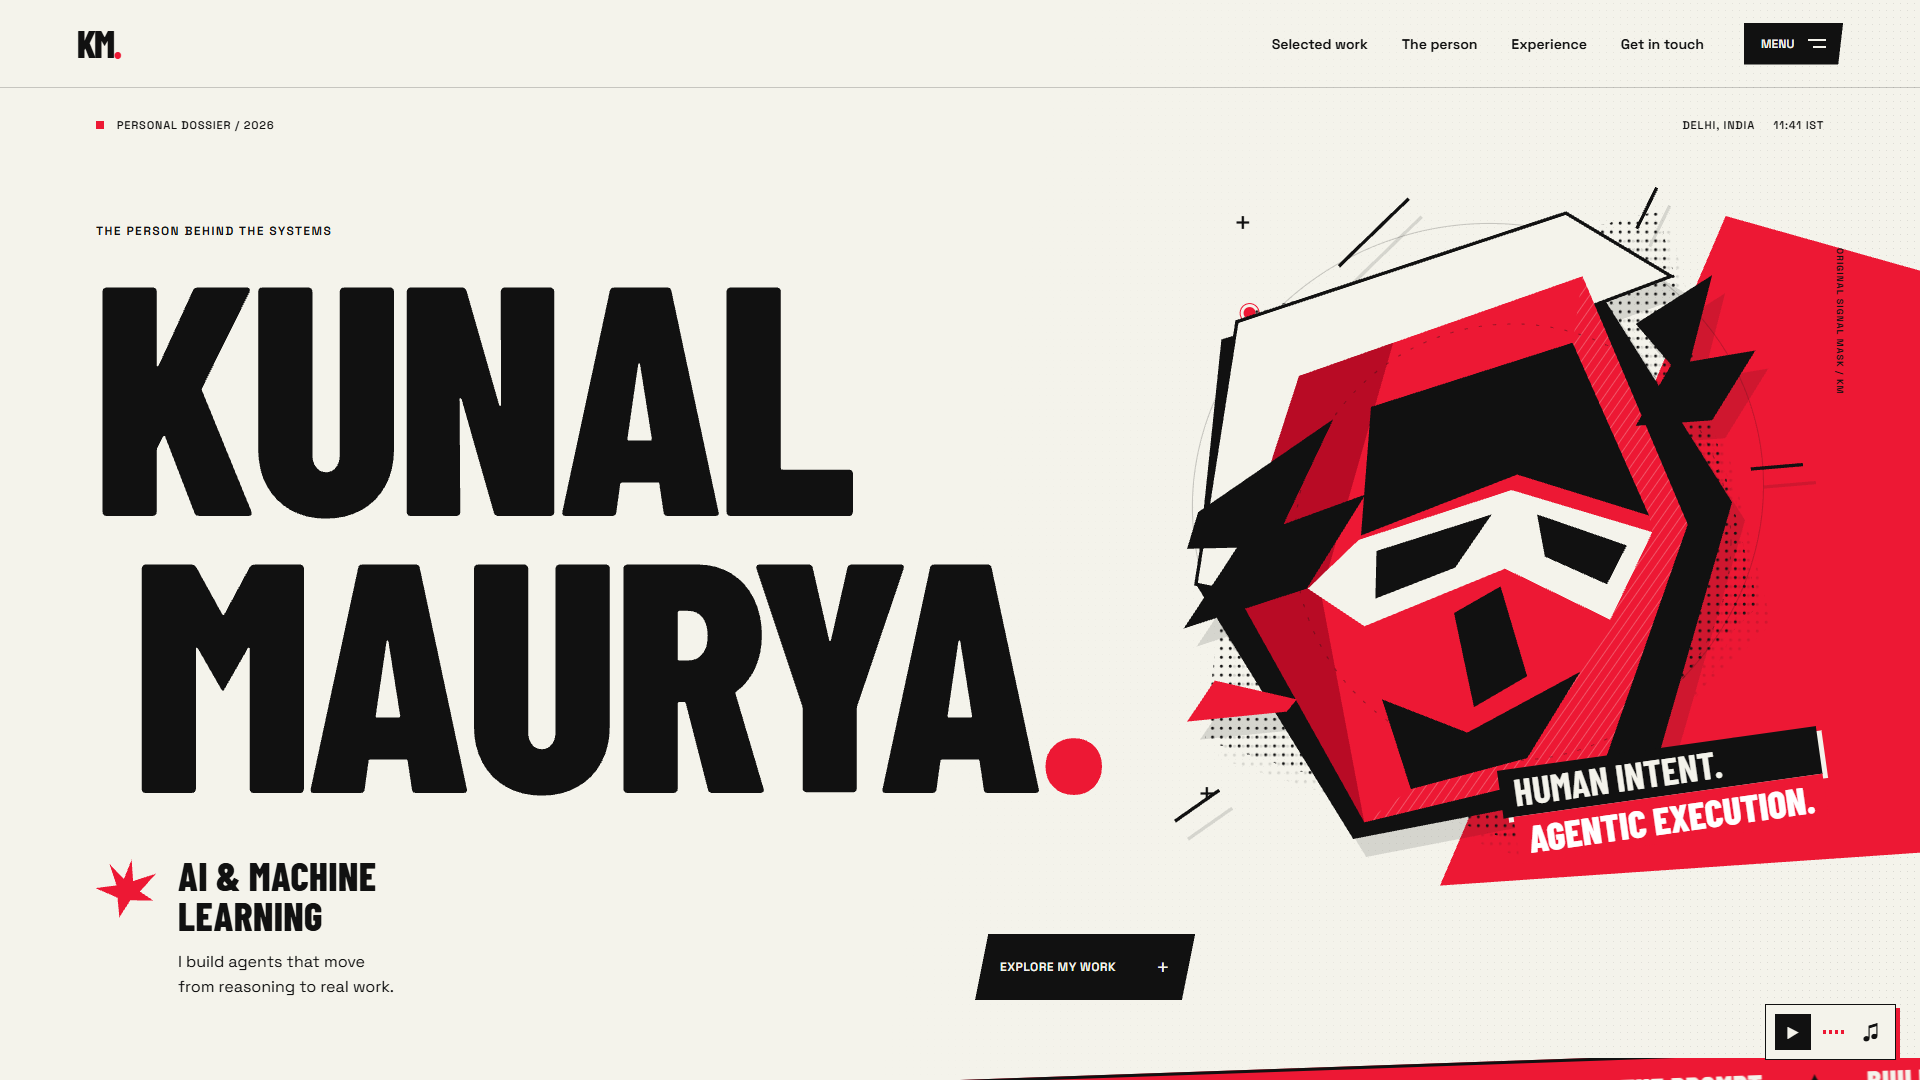 KM.
Selected work
The person
Experience
Get in touch
MENU
PERSONAL DOSSIER / 2026
DELHI, INDIA
11:41 IST
THE PERSON BEHIND THE SYSTEMS
KUNAL
MAURYA.
ORIGINAL SIGNAL MASK / KM
HUMAN INTENT.
AGENTIC EXECUTION.
AI & MACHINE
LEARNING
I build agents that move
from reasoning to real work.
EXPLORE MY WORK +